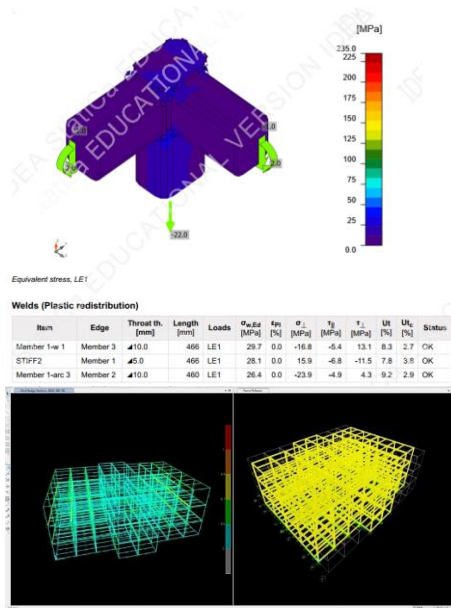 [MPa]
235.0
225
200
175
150
125
100
75
50
25
0.0
-22.0
IDEA StatiCa EDUCATIONAL VERSION
Equivalent stress, LE1
Welds (Plastic redistribution)
Item Edge Throat th. [mm] Length [mm] Loads σw,Ed [MPa] εPl [%] σ⊥ [MPa] τ|| [MPa] τ⊥ [MPa] Ut [%] Utc [%] Status
Member 1-w 1 Member 3 ◢10.0 466 LE1 29.7 0.0 -16.8 -5.4 13.1 8.3 2.7 OK
STIFF2 Member 1 ◢5.0 466 LE1 28.1 0.0 15.9 -6.8 -11.5 7.8 3.8 OK
Member 1-arc 3 Member 2 ◢10.0 460 LE1 26.4 0.0 -23.9 -4.9 4.3 9.2 2.9 OK